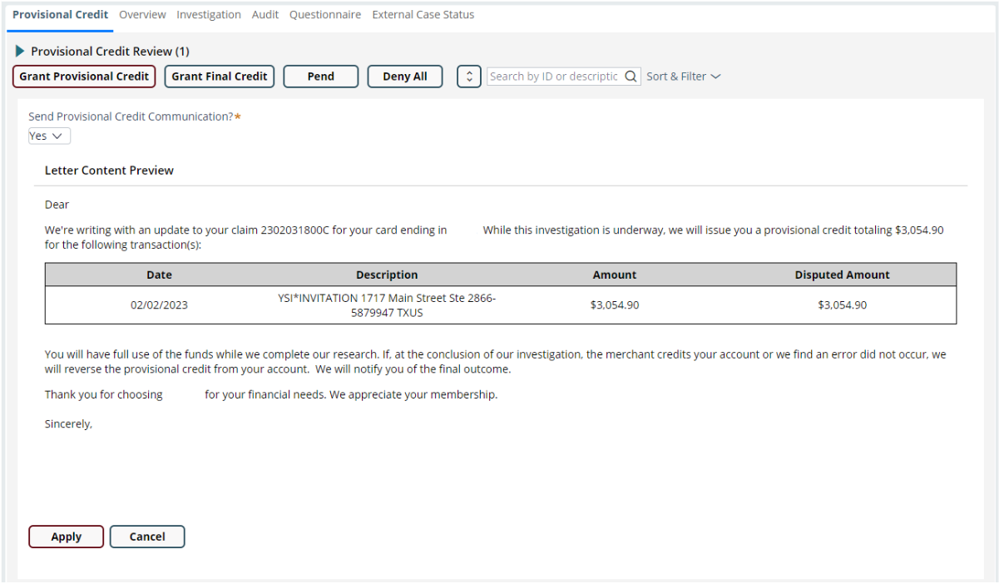 Provisional Credit Overview Investigation Audit Questionnaire External Case Status
Provisional Credit Review (1)
Grant Provisional Credit Grant Final Credit Pend Deny All Search by ID or descriptic Sort & Filter
Send Provisional Credit Communication?*
Yes
Letter Content Preview
Dear
We're writing with an update to your claim 2302031800C for your card ending in While this investigation is underway, we will issue you a provisional credit totaling $3,054.90
for the following transaction(s):
Date Description Amount Disputed Amount
02/02/2023 YSI*INVITATION 1717 Main Street Ste 2866- $3,054.90 $3,054.90
5879947 TXUS
You will have full use of the funds while we complete our research. If, at the conclusion of our investigation, the merchant credits your account or we find an error did not occur, we
will reverse the provisional credit from your account. We will notify you of the final outcome.
Thank you for choosing for your financial needs. We appreciate your membership.
Sincerely,
Apply Cancel